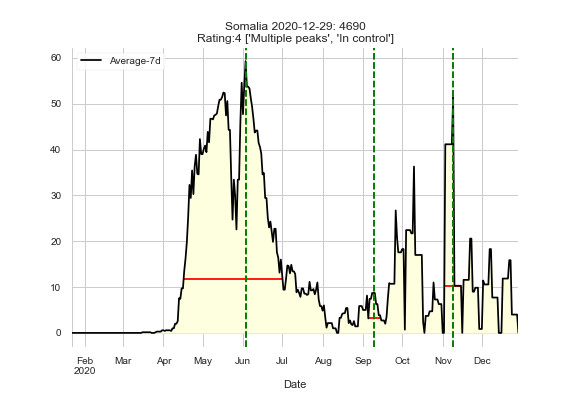 Somalia 2020-12-29: 4690
Rating:4 ['Multiple peaks', 'In control']
Average-7d
60
50
40
30
20
10
0
Feb Mar Apr May Jun Jul Aug Sep Oct Nov Dec
2020
Date